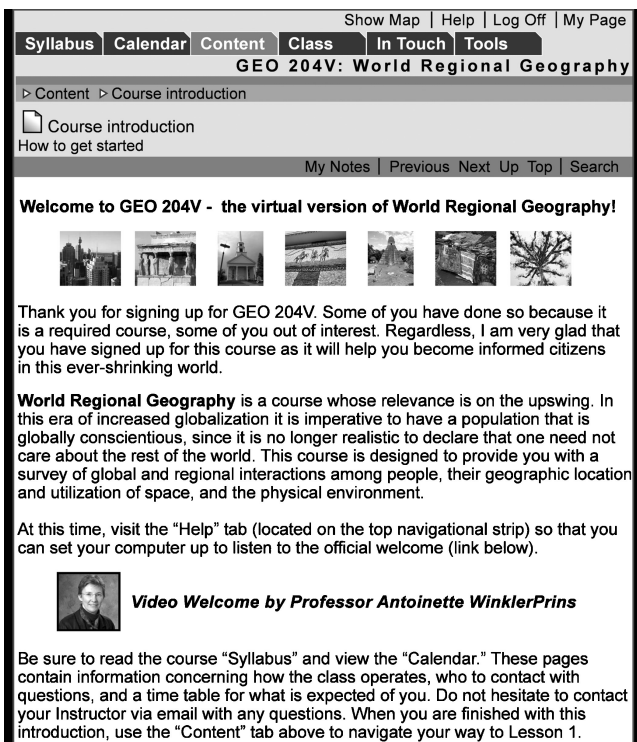 Show Map | Help | Log Off | My Page
Syllabus Calendar Content Class In Touch Tools
GEO 204V: World Regional Geography
Content Course introduction
Course introduction
How to get started
My Notes | Previous Next Up Top | Search
Welcome to GEO 204V - the virtual version of World Regional Geography!
Thank you for signing up for GEO 204V. Some of you have done so because it
is a required course, some of you out of interest. Regardless, I am very glad that
you have signed up for this course as it will help you become informed citizens
in this ever-shrinking world.
World Regional Geography is a course whose relevance is on the upswing. In
this era of increased globalization it is imperative to have a population that is
globally conscientious, since it is no longer realistic to declare that one need not
care about the rest of the world. This course is designed to provide you with a
survey of global and regional interactions among people, their geographic location
and utilization of space, and the physical environment.
At this time, visit the “Help” tab (located on the top navigational strip) so that you
can set your computer up to listen to the official welcome (link below).
Video Welcome by Professor Antoinette WinklerPrins
Be sure to read the course “Syllabus” and view the “Calendar.” These pages
contain information concerning how the class operates, who to contact with
questions, and a time table for what is expected of you. Do not hesitate to contact
your Instructor via email with any questions. When you are finished with this
introduction, use the “Content” tab above to navigate your way to Lesson 1.